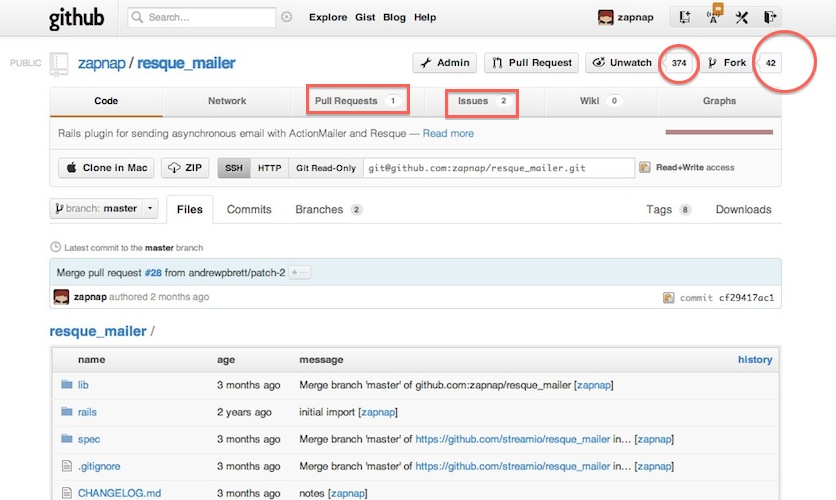 github Search... Explore Gist Blog Help zapnap
PUBLIC zapnap / resque_mailer Admin Pull Request Unwatch 374 Fork 42
Code Network Pull Requests 1 Issues 2 Wiki 0 Graphs
Rails plugin for sending asynchronous email with ActionMailer and Resque — Read more
Clone in Mac ZIP SSH HTTP Git Read-Only git@github.com:zapnap/resque_mailer.git Read+Write access
branch: master Files Commits Branches 2 Tags 8 Downloads
Latest commit to the master branch
Merge pull request #28 from andrewpbrett/patch-2 + ...
zapnap authored 2 months ago commit cf29417ac1
resque_mailer /
name age message history
lib 3 months ago Merge branch 'master' of github.com:zapnap/resque_mailer [zapnap]
rails 2 years ago initial import [zapnap]
spec 3 months ago Merge branch 'master' of https://github.com/streamio/resque_mailer in... [zapnap]
.gitignore 3 months ago Merge branch 'master' of https://github.com/streamio/resque_mailer in... [zapnap]
CHANGELOG.md 3 months ago notes [zapnap]